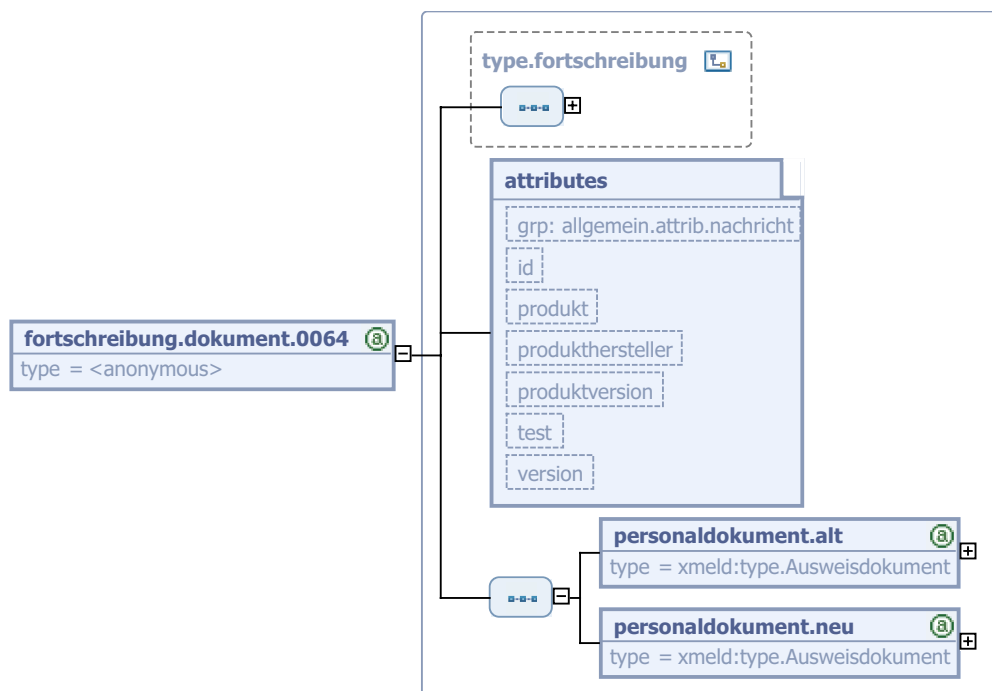 type.fortschreibung
attributes
grp: allgemein.attrib.nachricht
id
produkt
produkthersteller
produktversion
test
version
fortschreibung.dokument.0064
type = <anonymous>
personaldokument.alt
type = xmeld:type.Ausweisdokument
personaldokument.neu
type = xmeld:type.Ausweisdokument